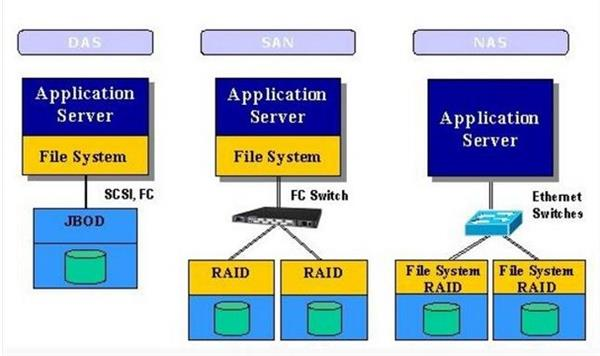 DAS
SAN
NAS
Application
Server
File System
SCSI, FC
JBOD
Application
Server
File System
FC Switch
RAID
RAID
Application
Server
Ethernet
Switches
File System
RAID
File System
RAID